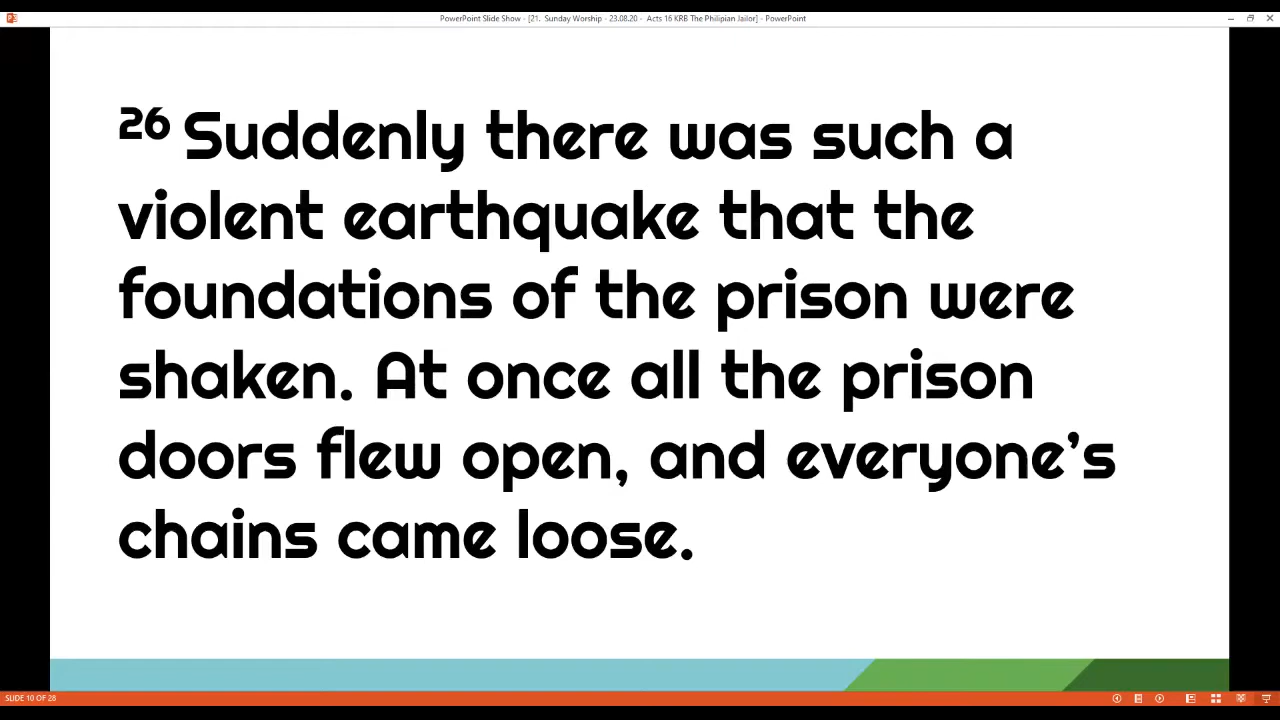 PowerPoint Slide Show - [21. Sunday Worship - 23.08.20 - Acts 16 KRB The Philipian Jailor] - PowerPoint
26 Suddenly there was such a
violent earthquake that the
foundations of the prison were
shaken. At once all the prison
doors flew open, and everyone’s
chains came loose.
SLIDE 10 OF 28